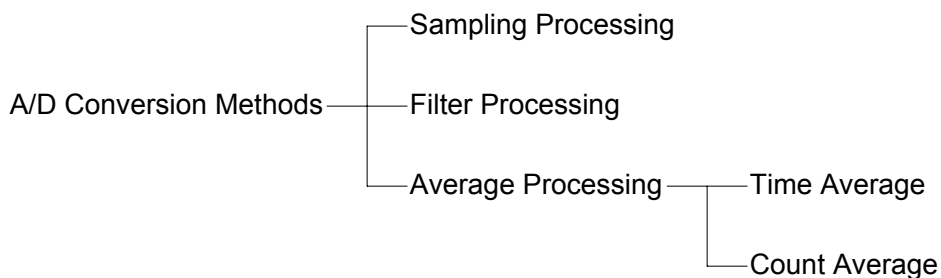 Sampling Processing
A/D Conversion Methods
Filter Processing
Average Processing
Time Average
Count Average